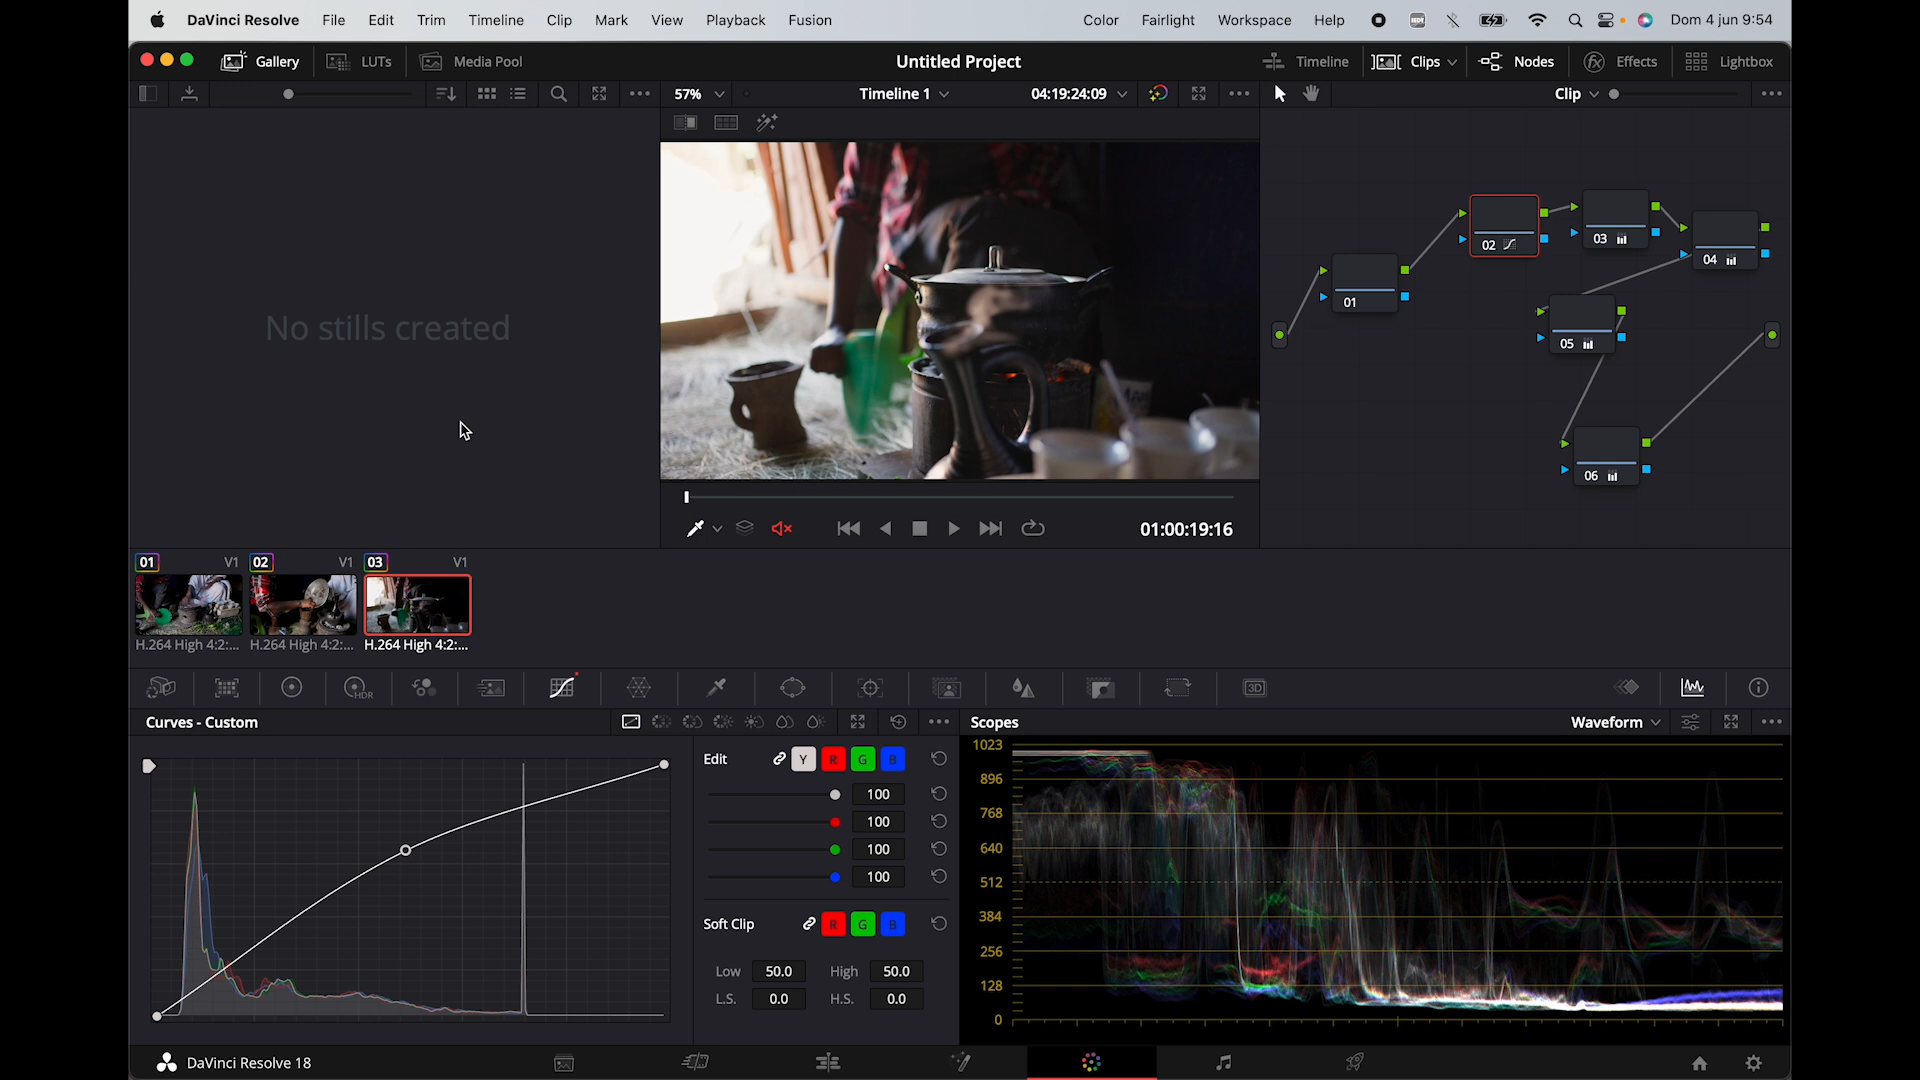 DaVinci Resolve File Edit Trim Timeline Clip Mark View Playback Fusion Color Fairlight Workspace Help Dom 4 jun 9:54
Gallery LUTs Media Pool Untitled Project Timeline Clips Nodes Effects Lightbox
57% Timeline 1 04:19:24:09 Clip
No stills created
01
02
03
04
05
06
01:00:19:16
01 V1 02 V1 03 V1
H.264 High 4:2:... H.264 High 4:2:... H.264 High 4:2:...
HDR 3D
Curves - Custom Scopes Waveform
Edit Y R G B
100
100
100
100
Soft Clip R G B
Low 50.0 High 50.0
L.S. 0.0 H.S. 0.0
1023
896
768
640
512
384
256
128
0
DaVinci Resolve 18